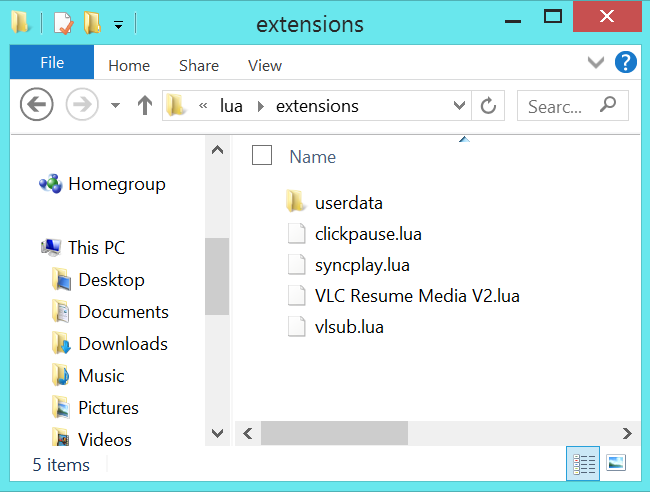 extensions
File Home Share View
« lua extensions Searc...
Name
Homegroup
This PC
Desktop
Documents
Downloads
Music
Pictures
Videos
userdata
clickpause.lua
syncplay.lua
VLC Resume Media V2.lua
vlsub.lua
5 items